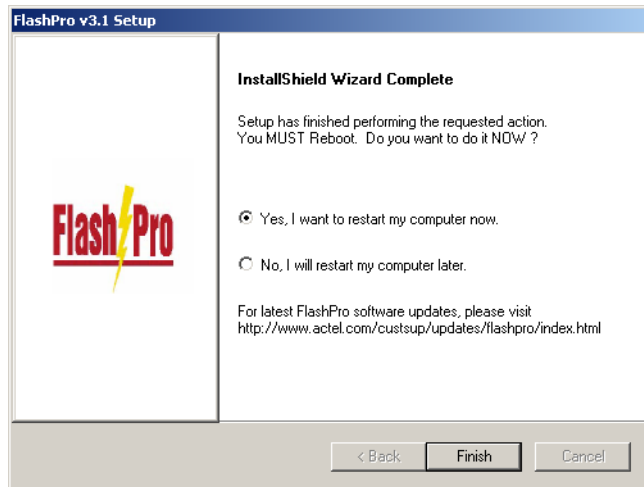 FlashPro v3.1 Setup
InstallShield Wizard Complete
Setup has finished performing the requested action.
You MUST Reboot.  Do you want to do it NOW ?
Flash Pro
Yes, I want to restart my computer now.
No, I will restart my computer later.
For latest FlashPro software updates, please visit
http://www.actel.com/custsup/updates/flashpro/index.html
< Back
Finish
Cancel